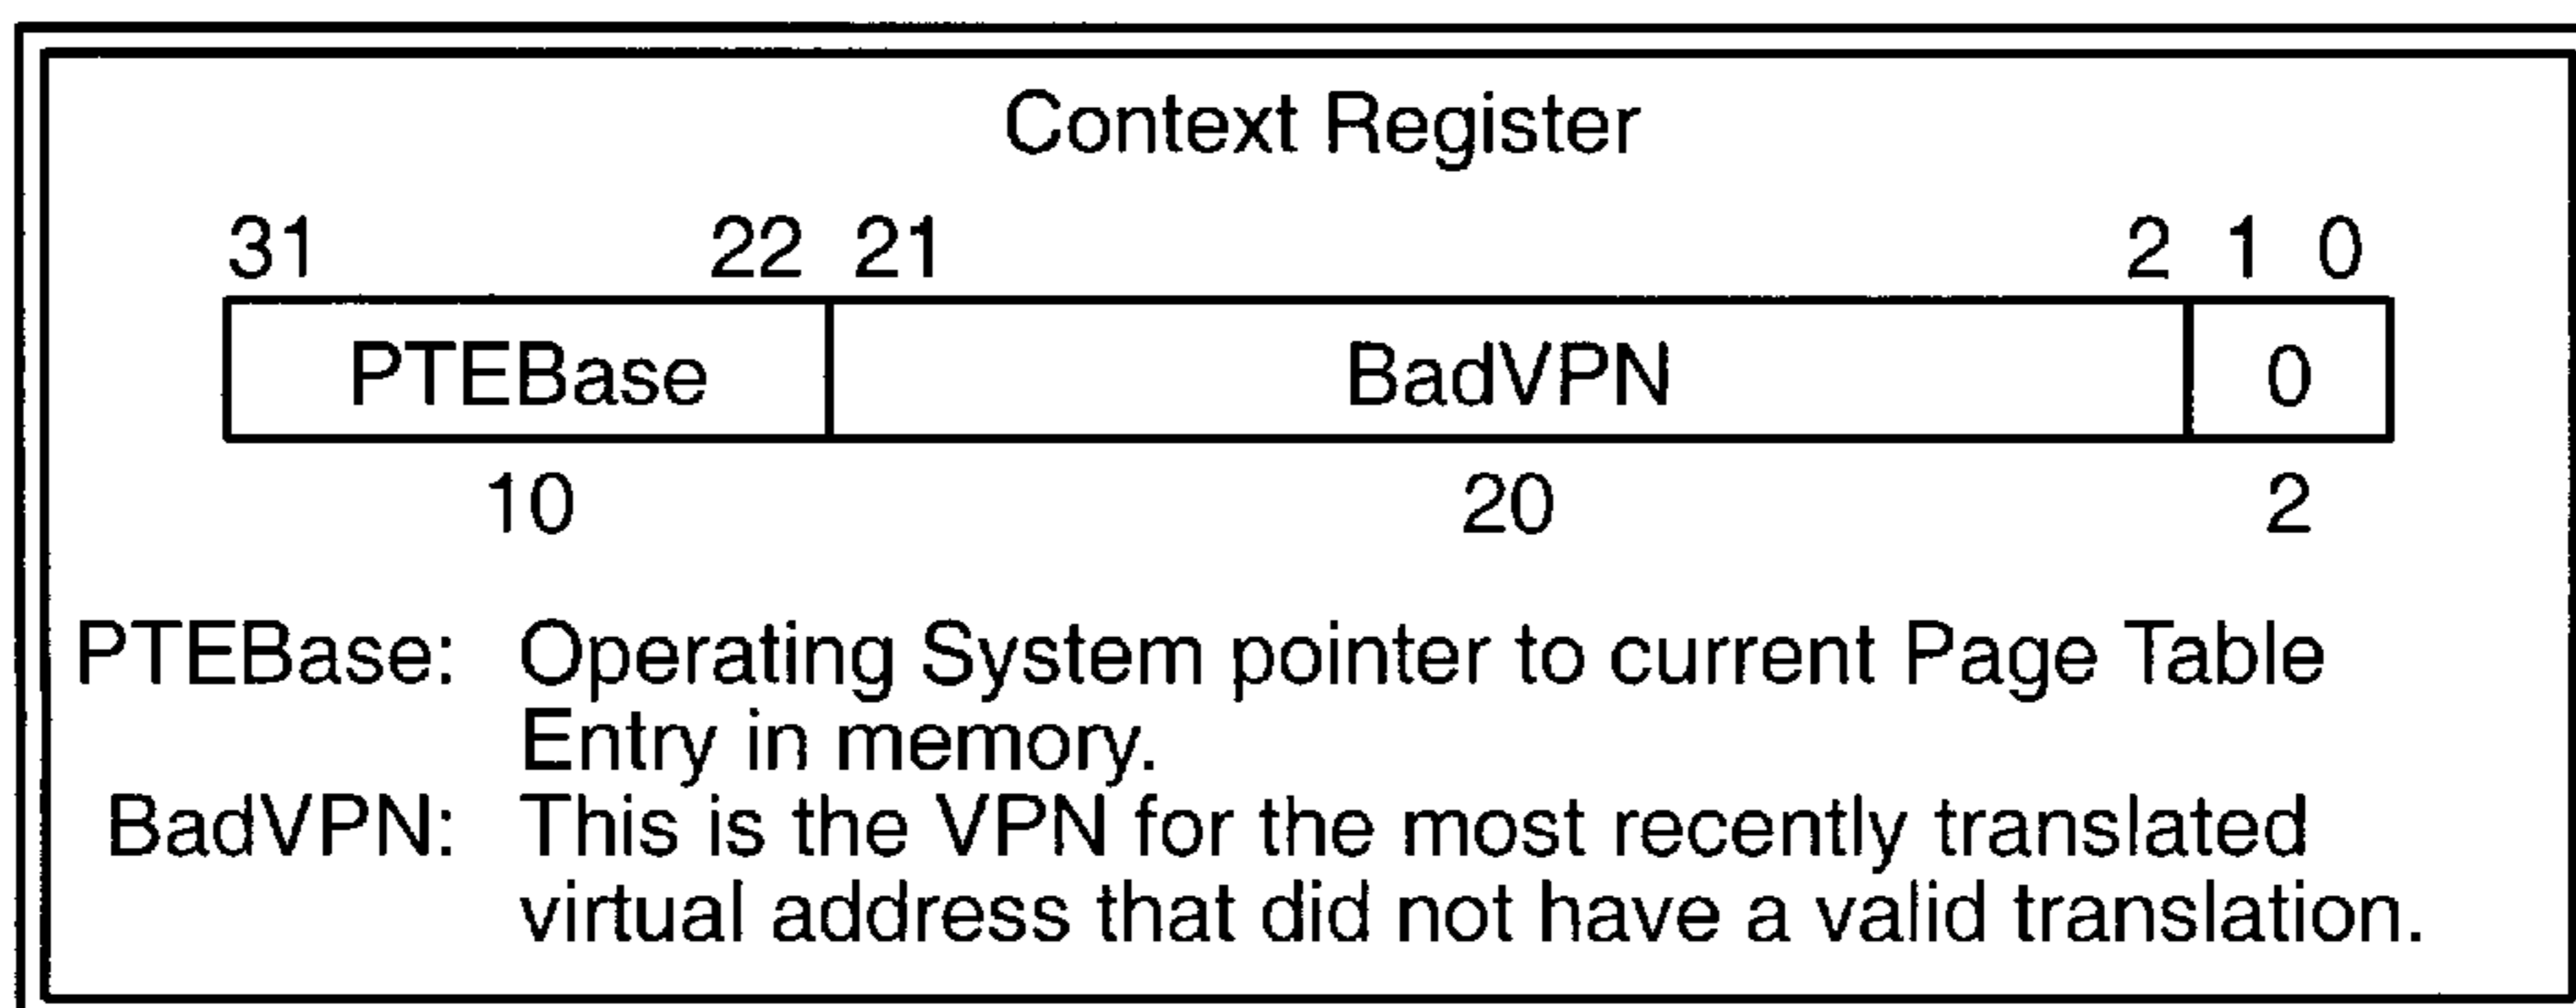 Context Register
31 22 21 2 1 0
PTEBase BadVPN 0
10 20 2
PTEBase: Operating System pointer to current Page Table
Entry in memory.
BadVPN: This is the VPN for the most recently translated
virtual address that did not have a valid translation.